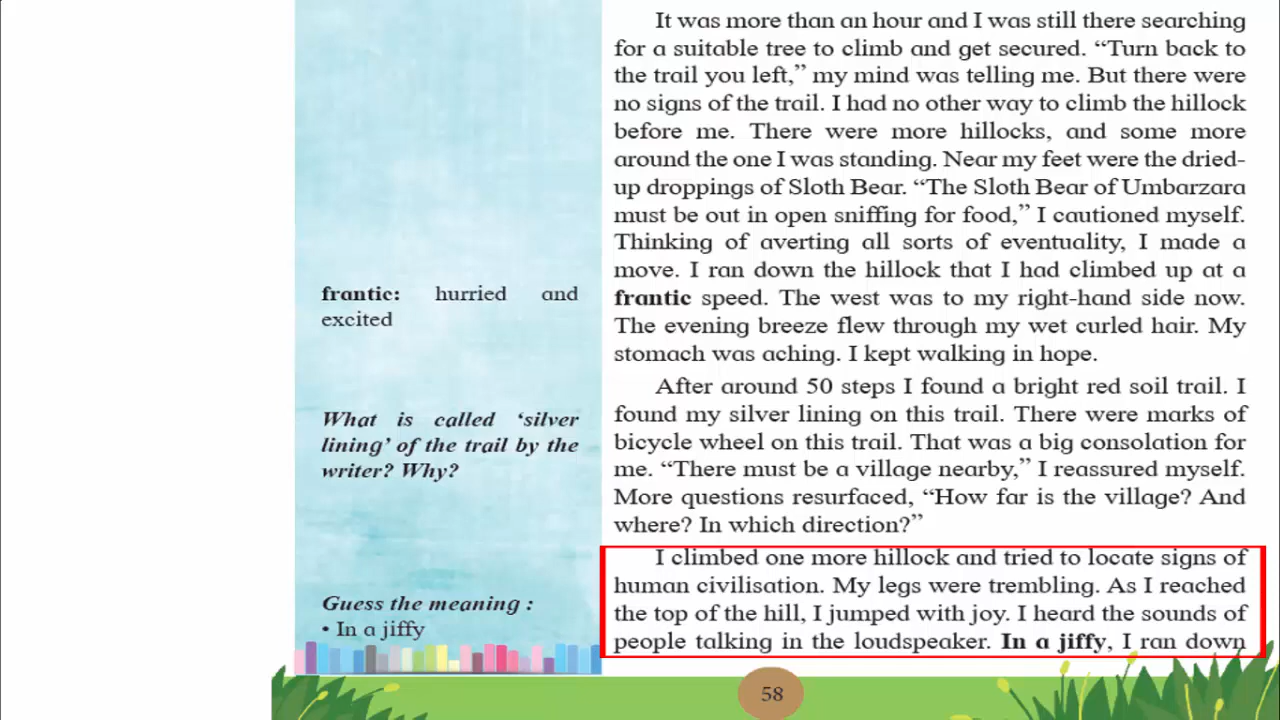 It was more than an hour and I was still there searching
for a suitable tree to climb and get secured. “Turn back to
the trail you left,” my mind was telling me. But there were
no signs of the trail. I had no other way to climb the hillock
before me. There were more hillocks, and some more
around the one I was standing. Near my feet were the dried-
up droppings of Sloth Bear. “The Sloth Bear of Umbarzara
must be out in open sniffing for food,” I cautioned myself.
Thinking of averting all sorts of eventuality, I made a
move. I ran down the hillock that I had climbed up at a
frantic speed. The west was to my right-hand side now.
The evening breeze flew through my wet curled hair. My
stomach was aching. I kept walking in hope.
After around 50 steps I found a bright red soil trail. I
found my silver lining on this trail. There were marks of
bicycle wheel on this trail. That was a big consolation for
me. “There must be a village nearby,” I reassured myself.
More questions resurfaced, “How far is the village? And
where? In which direction?”
I climbed one more hillock and tried to locate signs of
human civilisation. My legs were trembling. As I reached
the top of the hill, I jumped with joy. I heard the sounds of
people talking in the loudspeaker. In a jiffy, I ran down
frantic: hurried and
excited
What is called ‘silver
lining’ of the trail by the
writer? Why?
Guess the meaning :
• In a jiffy
58